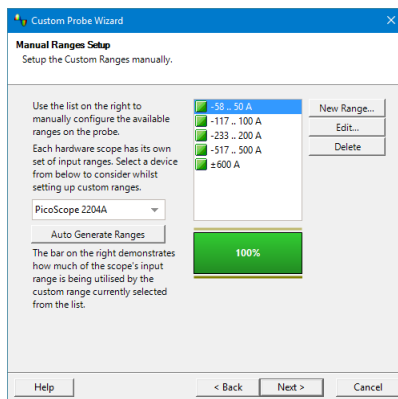 Custom Probe Wizard
Manual Ranges Setup
Setup the Custom Ranges manually.
Use the list on the right to
manually configure the available
ranges on the probe.
Each hardware scope has its own
set of input ranges. Select a device
from below to consider whilst
setting up custom ranges.
PicoScope 2204A
Auto Generate Ranges
The bar on the right demonstrates
how much of the scope's input
range is being utilised by the
custom range currently selected
from the list.
-58 .. 50 A
-117 .. 100 A
-233 .. 200 A
-517 .. 500 A
±600 A
100%
New Range...
Edit...
Delete
Help
< Back
Next >
Cancel